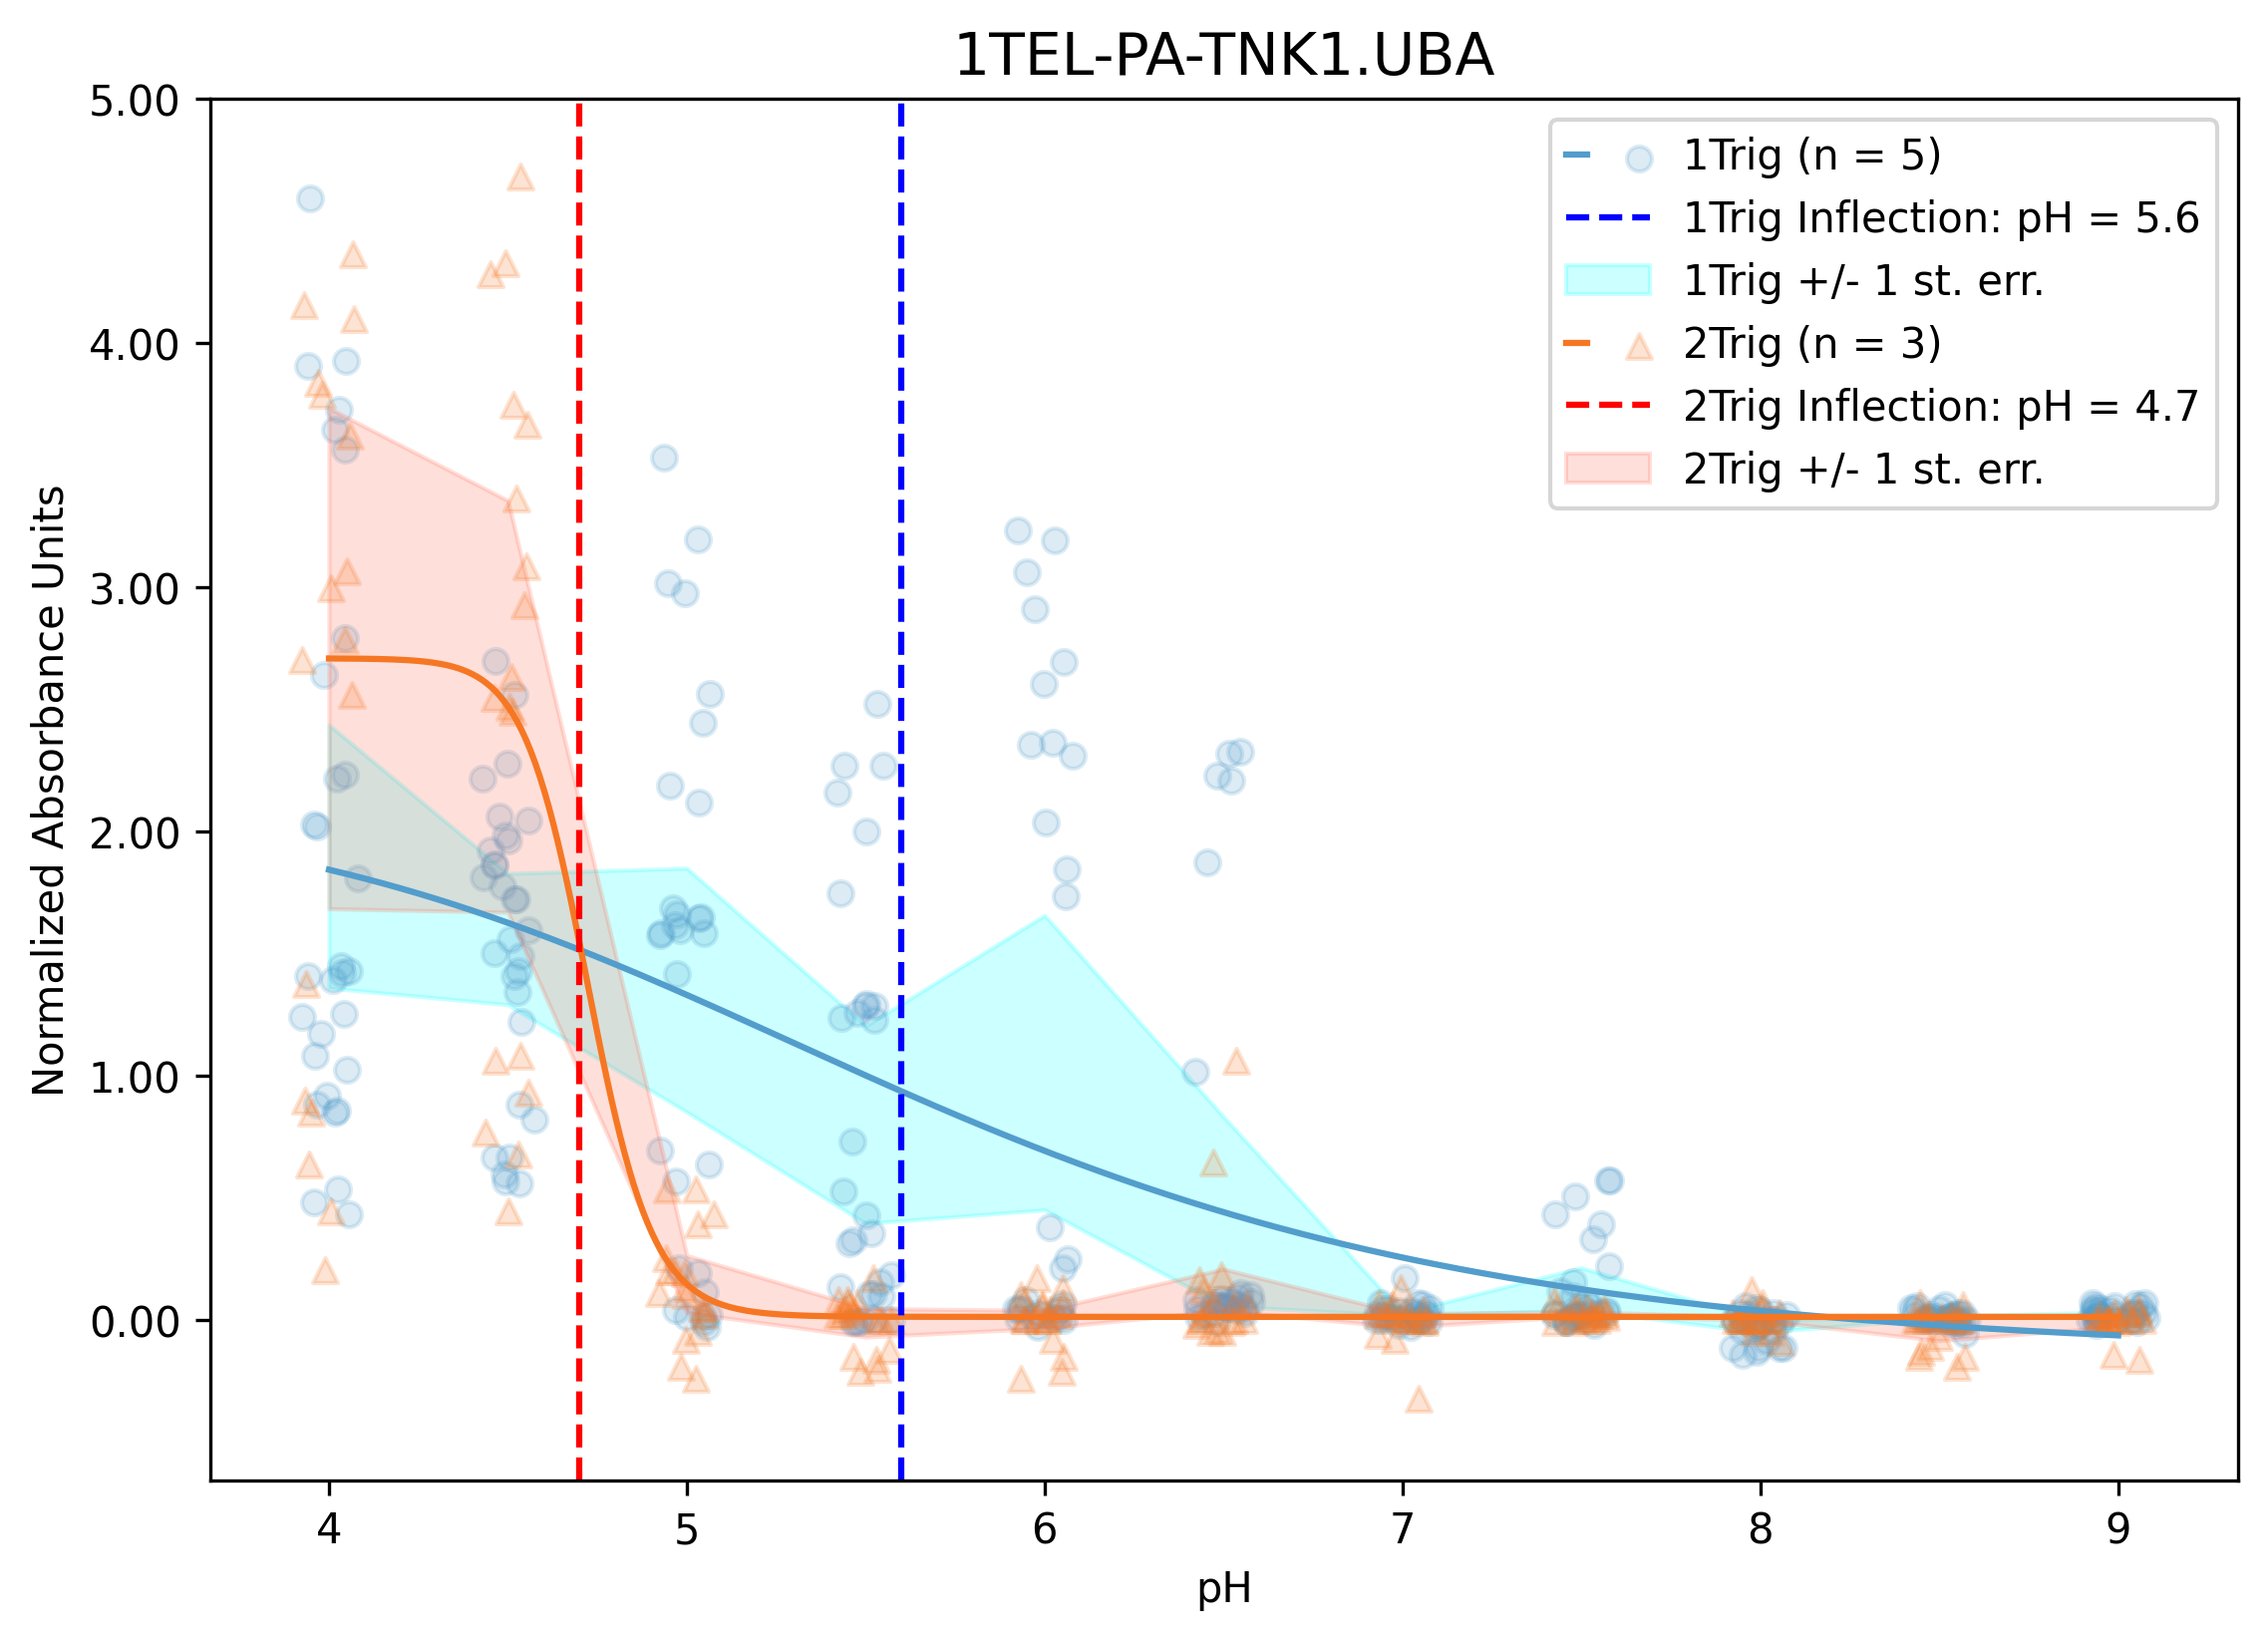 1TEL-PA-TNK1.UBA
5.00
4.00
3.00
2.00
1.00
0.00
Normalized Absorbance Units
1Trig (n = 5)
1Trig Inflection: pH = 5.6
1Trig +/- 1 st. err.
2Trig (n = 3)
2Trig Inflection: pH = 4.7
2Trig +/- 1 st. err.
4 5 6 7 8 9
pH